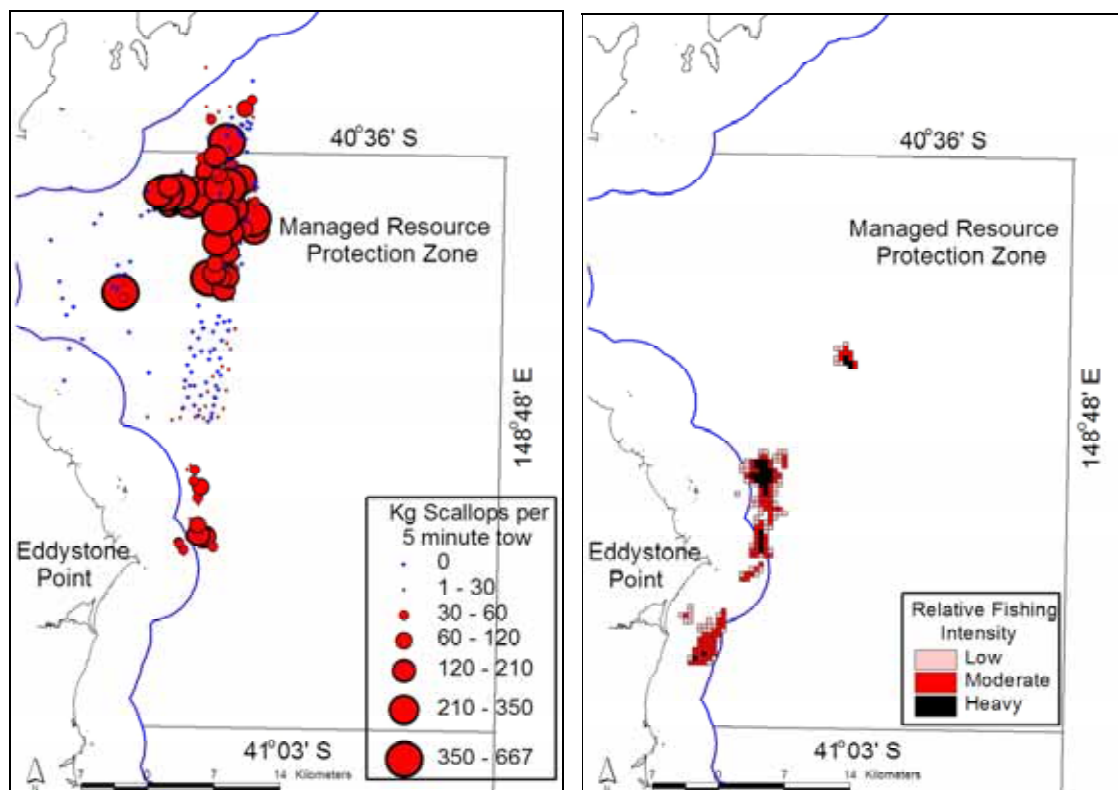 40°36' S
Managed Resource
Protection Zone
148°48' E
Eddystone
Point
Kg Scallops per
5 minute tow
0
1 - 30
30 - 60
60 - 120
120 - 210
210 - 350
350 - 667
41°03' S
N
7 0 7 14 Kilometers
40°36' S
Managed Resource
Protection Zone
148°48' E
Eddystone
Point
Relative Fishing
Intensity
Low
Moderate
Heavy
41°03' S
N
7 0 7 14 Kilometers